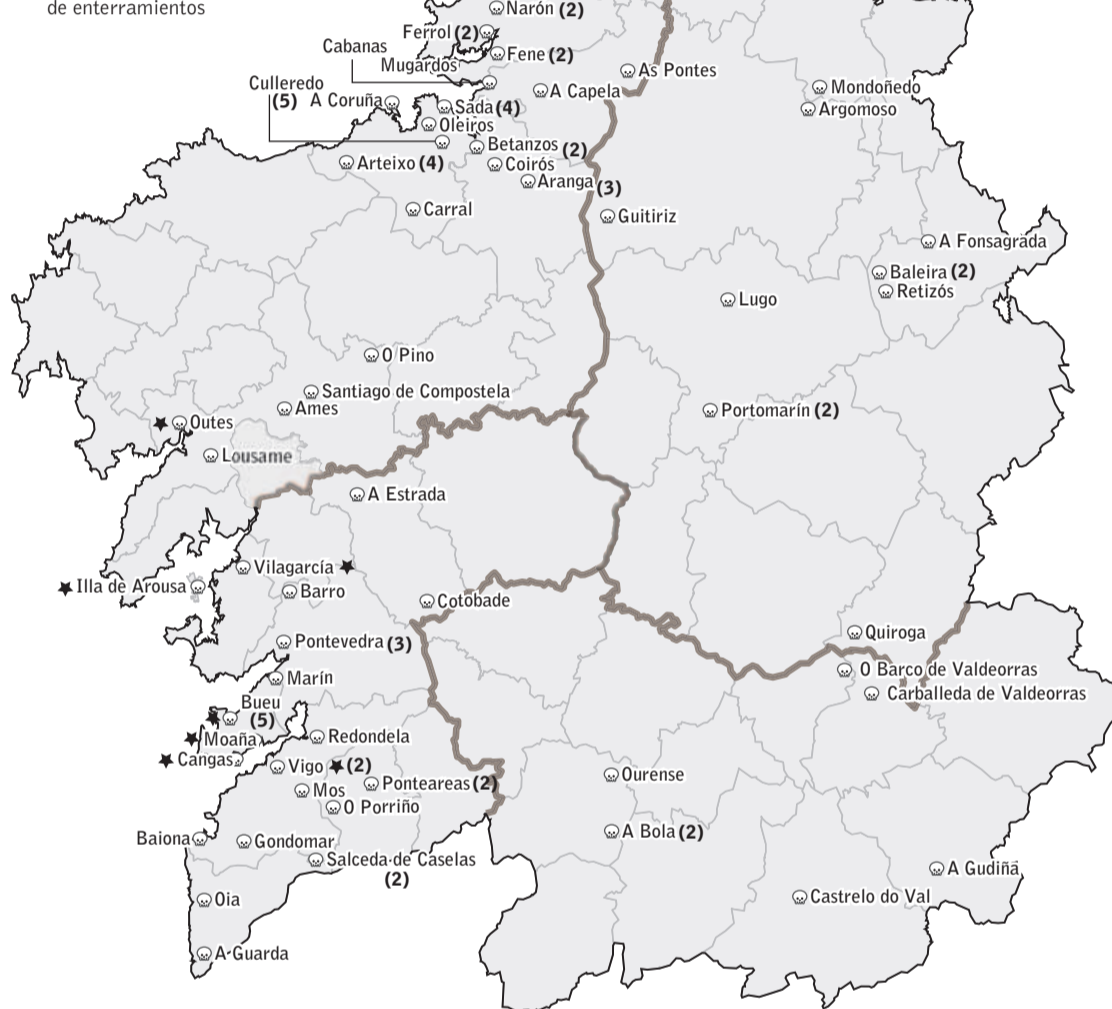 de enterramientos
Narón (2)
Ferrol (2)
Cabanas
Fene (2)
Mugardos
As Pontes
Culleredo
(5)
A Coruña
A Capela
Mondoñedo
Sada (4)
Argomoso
Oleiros
Betanzos (2)
Arteixo (4)
Coirós
Aranga (3)
Carral
Guitiriz
A Fonsagrada
Baleira (2)
Retizós
Lugo
O Pino
Santiago de Compostela
Ames
Portomarín (2)
Outes
Lousame
A Estrada
Vilagarcía
Illa de Arousa
Barro
Cotobade
Quiroga
Pontevedra (3)
O Barco de Valdeorras
Marín
Carballeda de Valdeorras
Bueu
(5)
Moaña
Redondela
Cangas
Vigo (2)
Ourense
Ponteareas (2)
Mos
O Porriño
A Bola (2)
Baiona
Gondomar
Salceda de Caselas
(2)
A Gudiña
Castrelo do Val
Oia
A Guarda